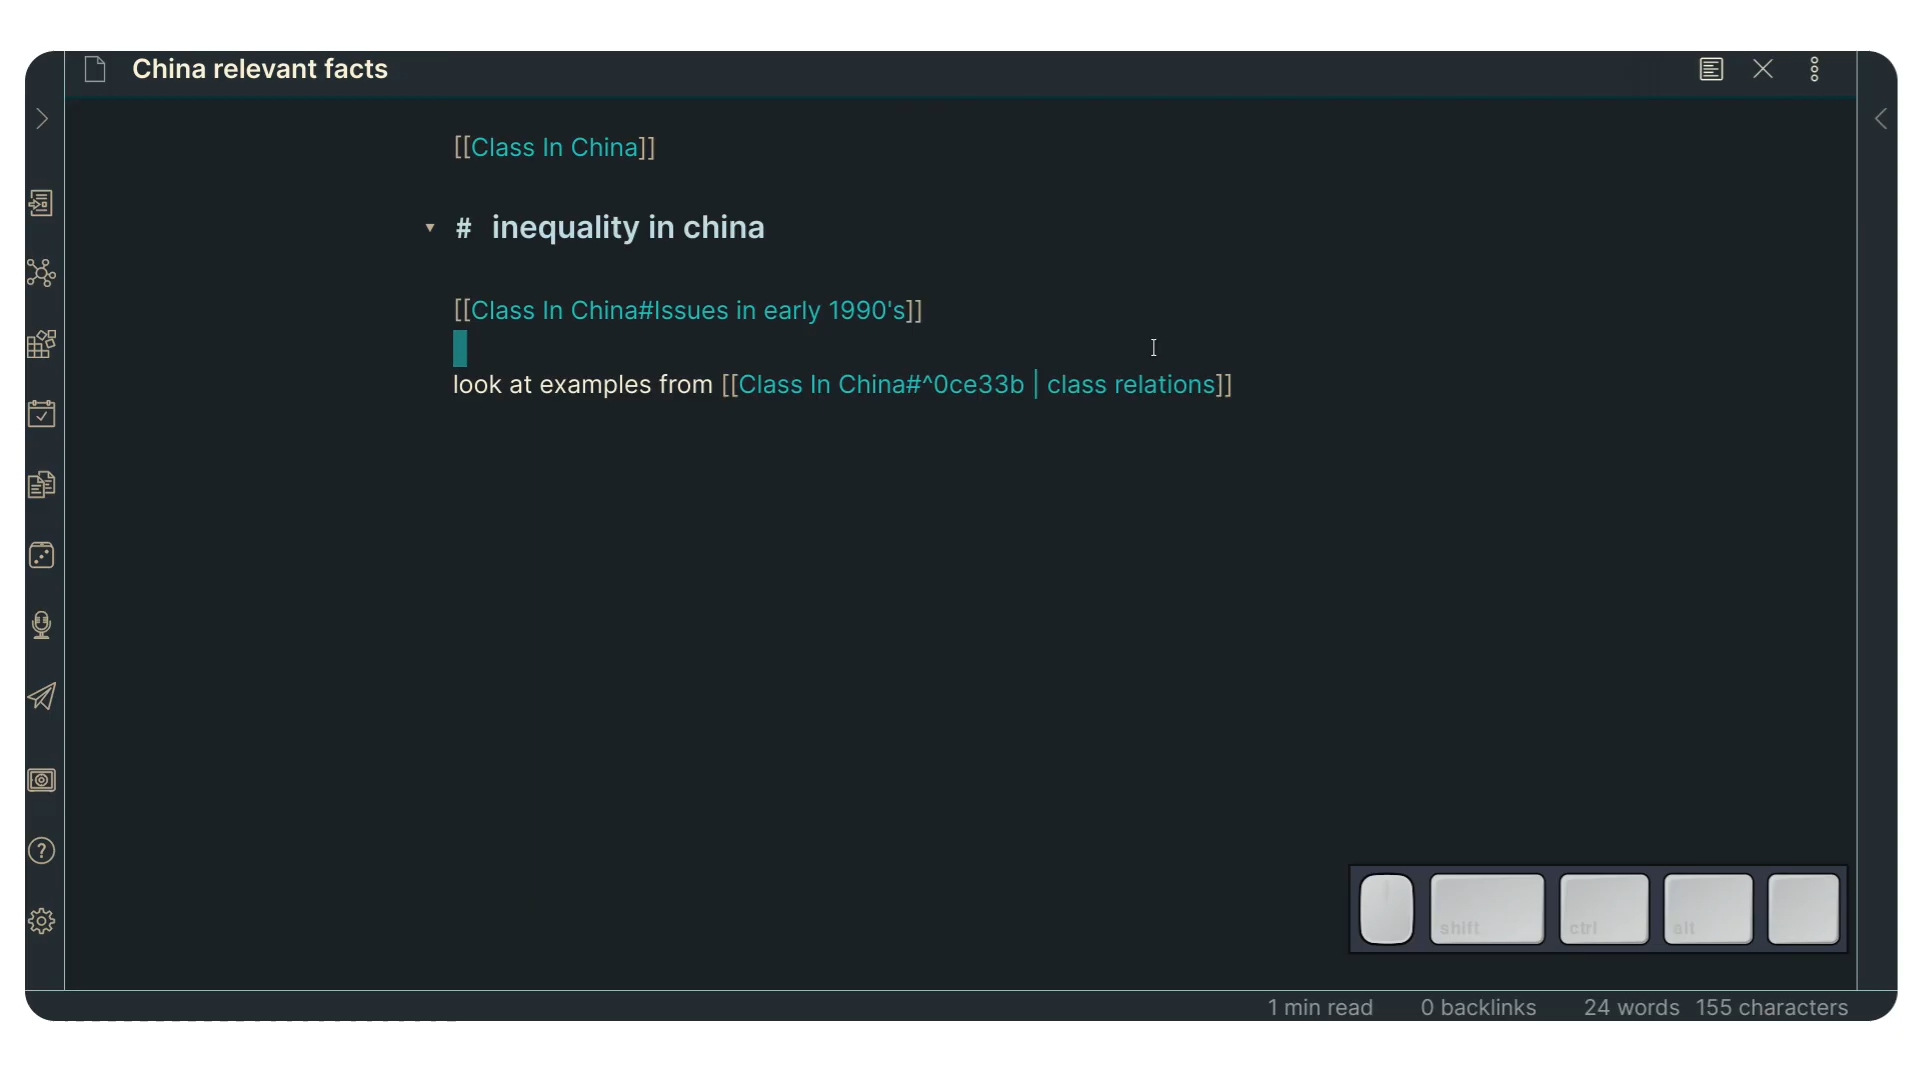 China relevant facts
[[Class In China]]
# inequality in china
[[Class In China#Issues in early 1990's]]
look at examples from [[Class In China#^0ce33b | class relations]]
shift ctrl alt
1 min read 0 backlinks 24 words 155 characters